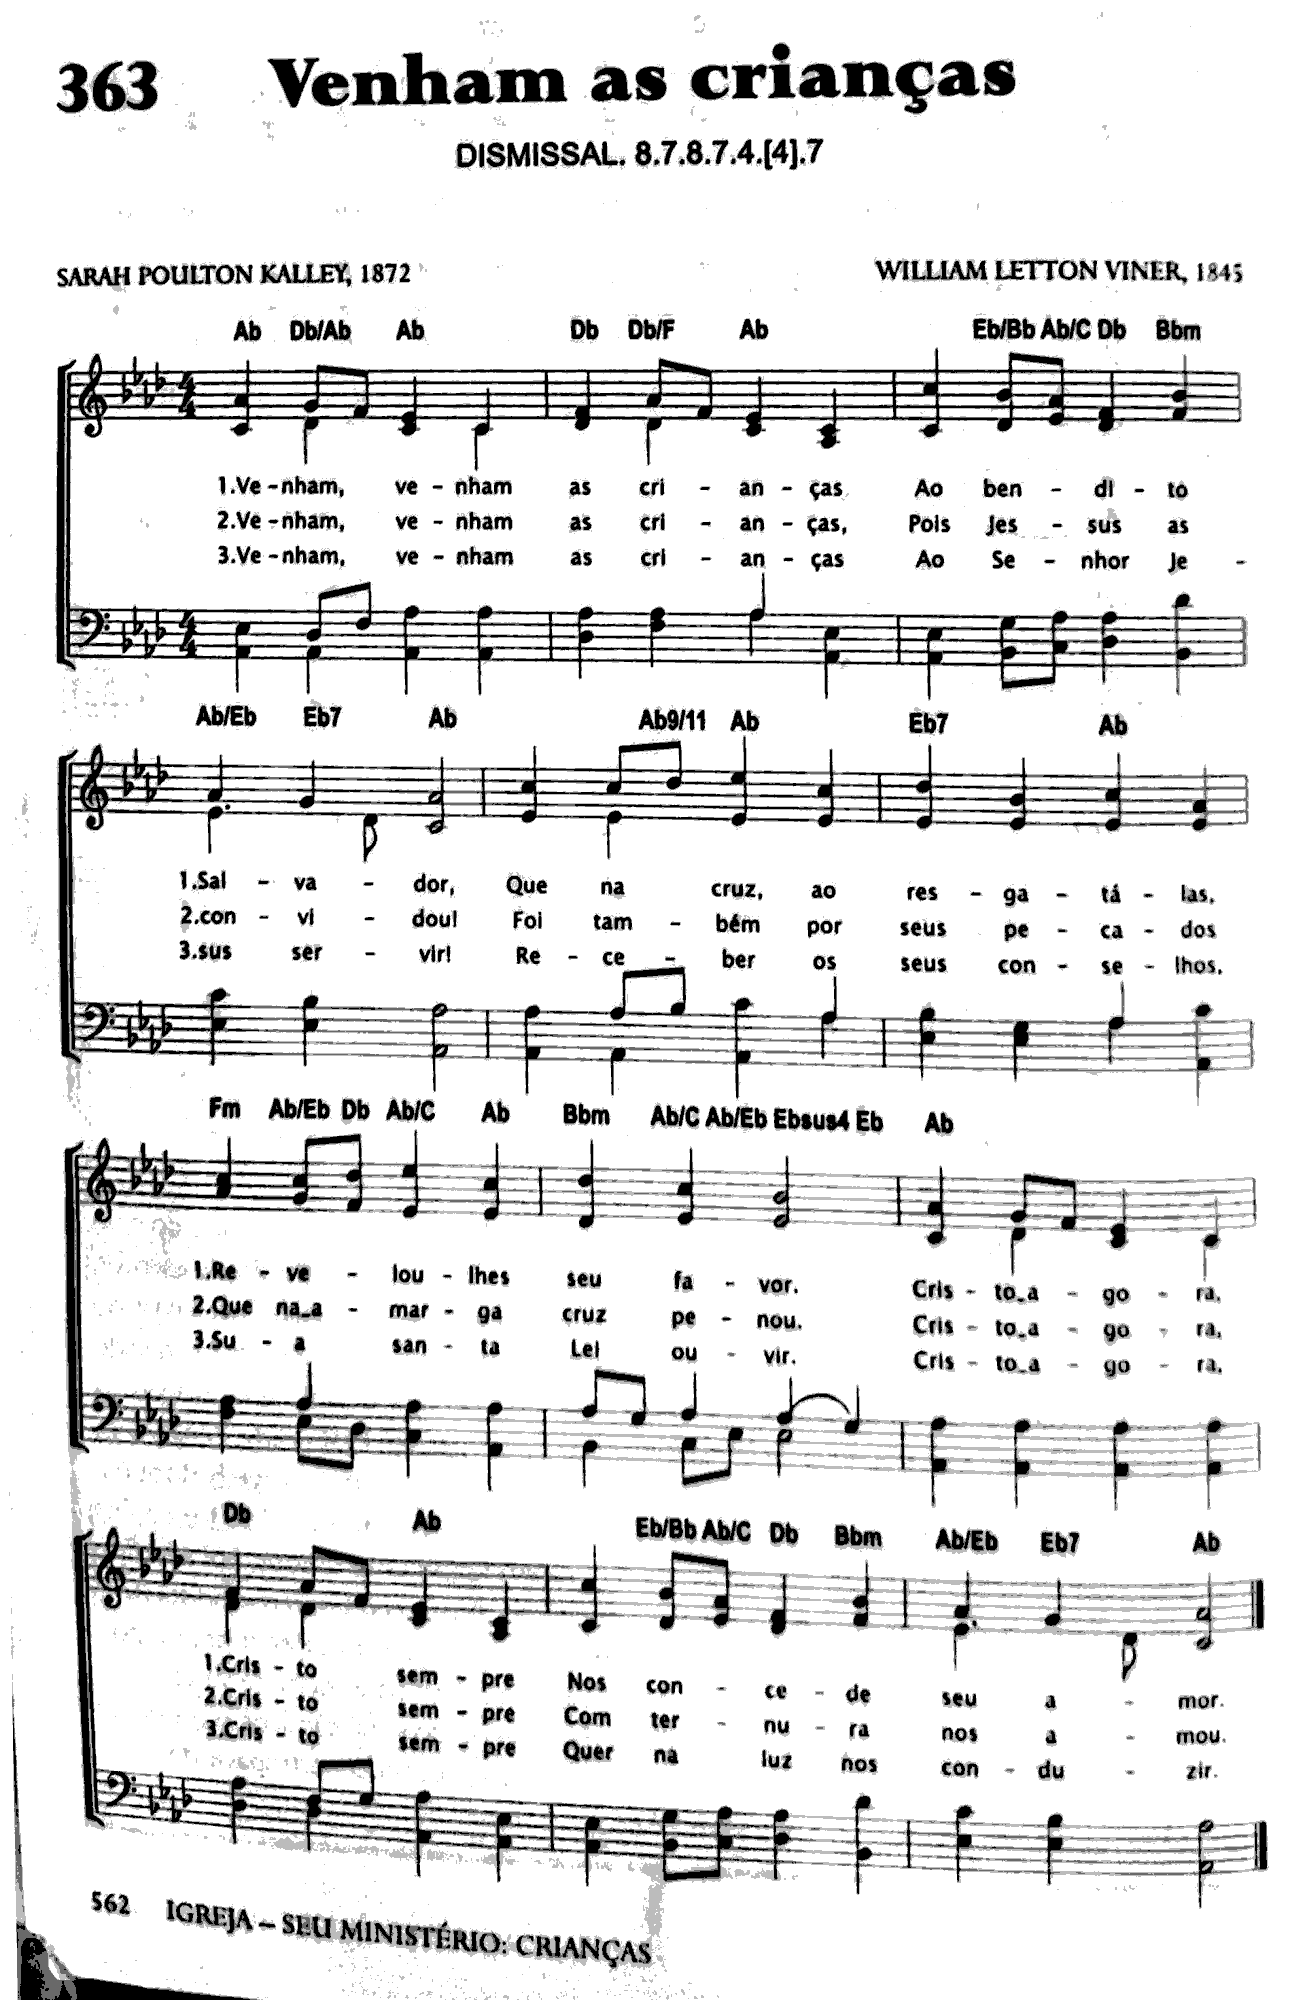 363 Venham as crianças
DISMISSAL. 8.7.8.7.4.[4].7
SARAH POULTON KALLEY, 1872 WILLIAM LETTON VINER, 1845
Ab Db/Ab Ab Db Db/F Ab Eb/Bb Ab/C Db Bbm
4 4
1.Ve - nham, ve - nham as cri - an - ças Ao ben - di - to
2.Ve - nham, ve - nham as cri - an - ças, Pois Jes - sus as
3.Ve - nham, ve - nham as cri - an - ças Ao Se - nhor Je -
4 4
Ab/Eb Eb7 Ab Ab9/11 Ab Eb7 Ab
1.Sal - va - dor, Que na cruz, ao res - ga - tá - las,
2.con - vi - dou! Foi tam - bém por seus pe - ca - dos
3.sus ser - vir! Re - ce - ber os seus con - se - lhos,
Fm Ab/Eb Db Ab/C Ab Bbm Ab/C Ab/Eb Ebsus4 Eb Ab
1.Re - ve - lou - lhes seu fa - vor. Cris - to_a - go - ra,
2.Que na_a - mar - ga cruz pe - nou. Cris - to_a - go - ra,
3.Su - a san - ta Lei ou - vir. Cris - to_a - go - ra,
Db Ab Eb/Bb Ab/C Db Bbm Ab/Eb Eb7 Ab
1.Cris - to sem - pre Nos con - ce - de seu a - mor.
2.Cris - to sem - pre Com ter - nu - ra nos a - mou.
3.Cris - to sem - pre Quer na luz nos con - du - zir.
562 IGREJA – SEU MINISTÉRIO: CRIANÇAS